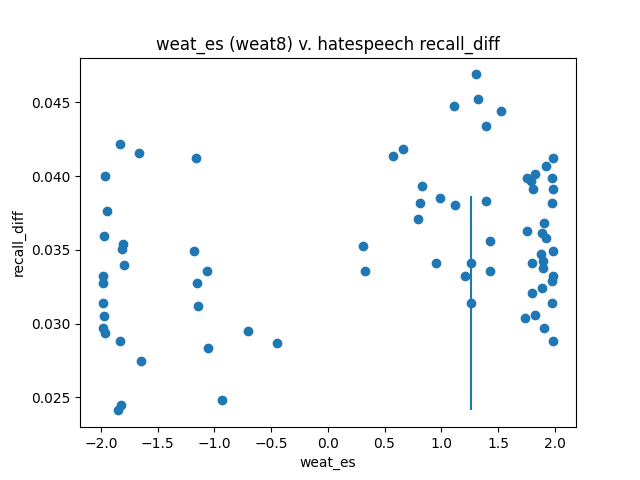 weat_es (weat8) v. hatespeech recall_diff
0.045
0.040
0.035
0.030
0.025
recall_diff
−2.0 −1.5 −1.0 −0.5 0.0 0.5 1.0 1.5 2.0
weat_es